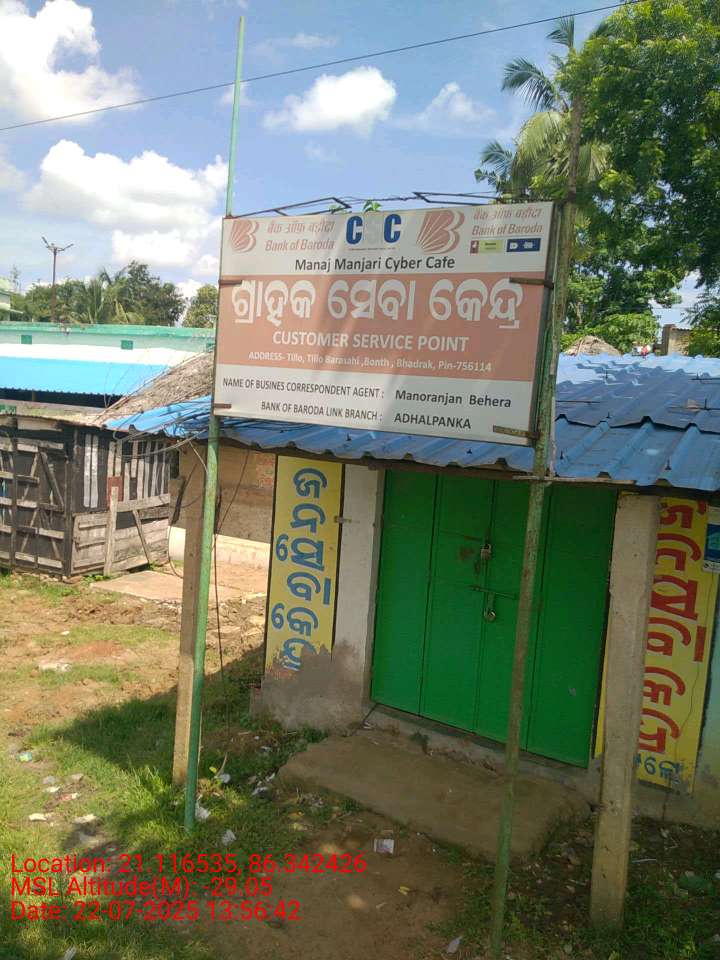 बैंक ऑफ़ बड़ौदा
Bank of Baroda
CSC
बैंक ऑफ़ बड़ौदा
Bank of Baroda
Manaj Manjari Cyber Cafe
ଗ୍ରାହକ ସେବା କେନ୍ଦ୍ର
CUSTOMER SERVICE POINT
ADDRESS- Tillo, Tillo Barasahi ,Bonth , Bhadrak, Pin-756114
NAME OF BUSINES CORRESPONDENT AGENT : Manoranjan Behera
BANK OF BARODA LINK BRANCH : ADHALPANKA
ଜନସେବା କେନ୍ଦ୍ର
Location: 21.116535, 86.342426
MSL Altitude(M): -29.05
Date: 22-07-2025 13:56:42